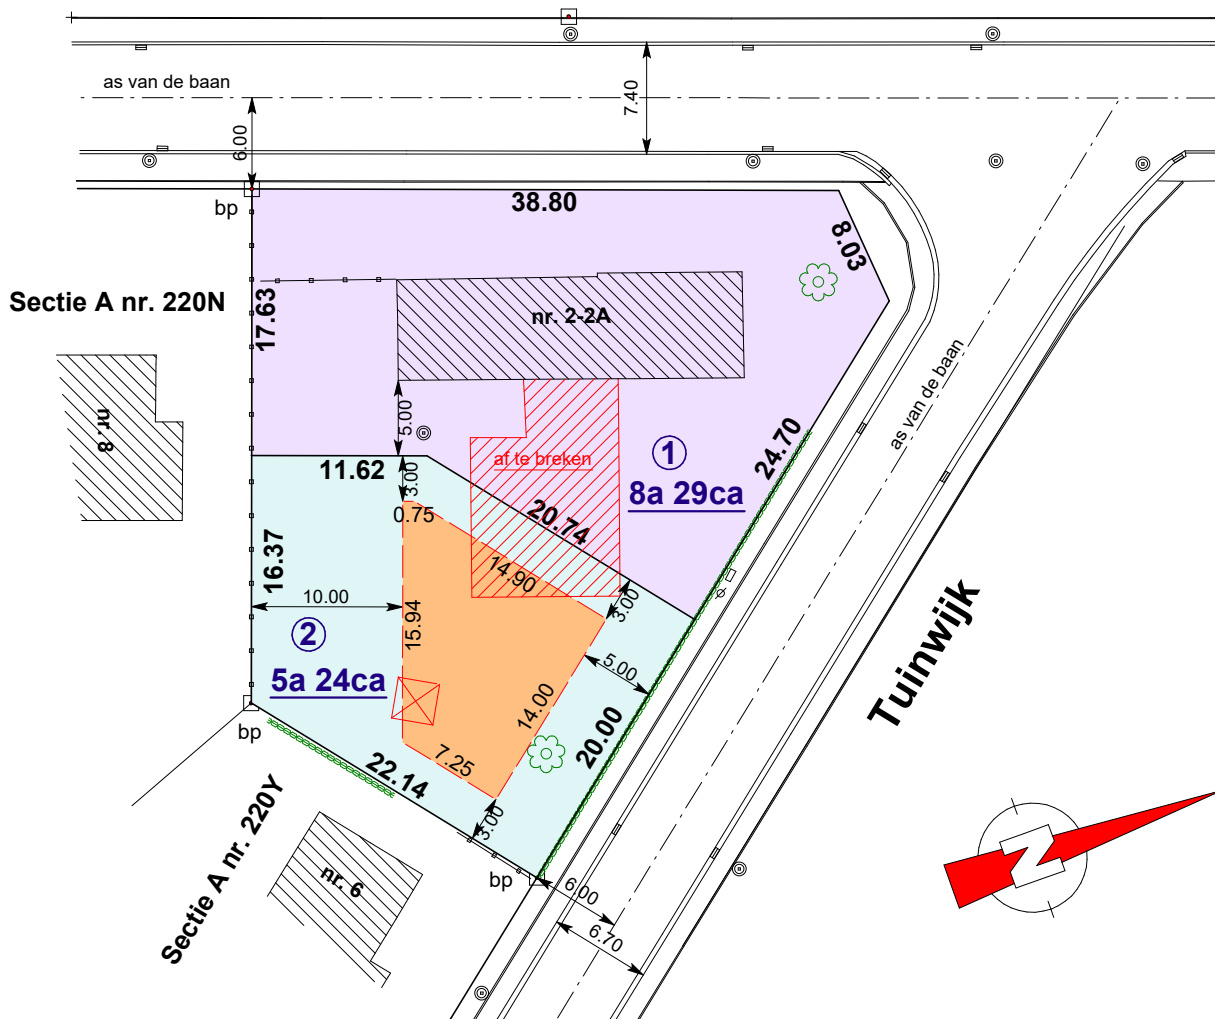 as van de baan
7.40
6.00
bp
38.80
8.03
Sectie A nr. 220N
17.63
nr. 2-2A
nr. 8
5.00
as van de baan
11.62
3.00
af te breken
1
8a 29ca
24.70
0.75
20.74
14.90
16.37
10.00
15.94
3.00
2
5a 24ca
5.00
14.00
20.00
Tuinwijk
bp
7.25
22.14
3.00
Sectie A nr. 220Y
nr. 6
bp
6.00
6.70
N